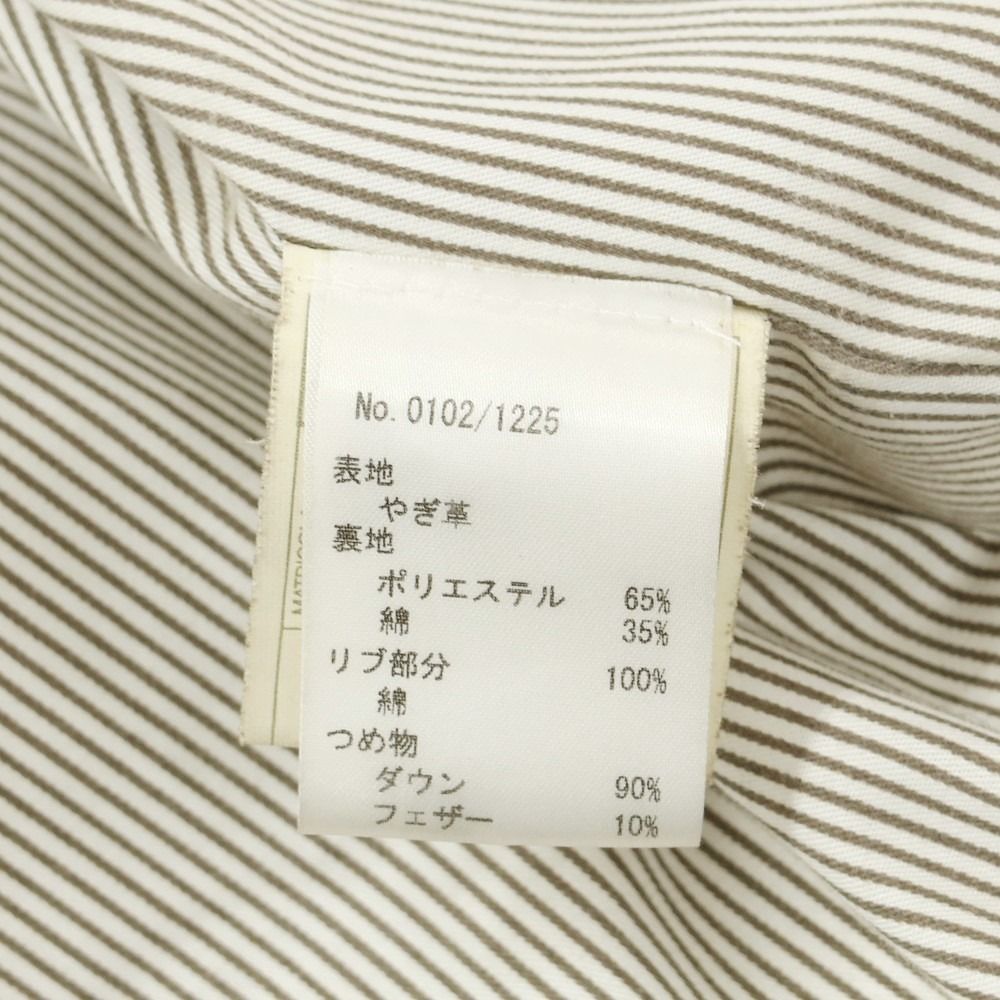 No. 0102/1225
表地
やぎ革
裏地
ポリエステル 65%
綿 35%
リブ部分 100%
綿
つめ物
ダウン 90%
フェザー 10%